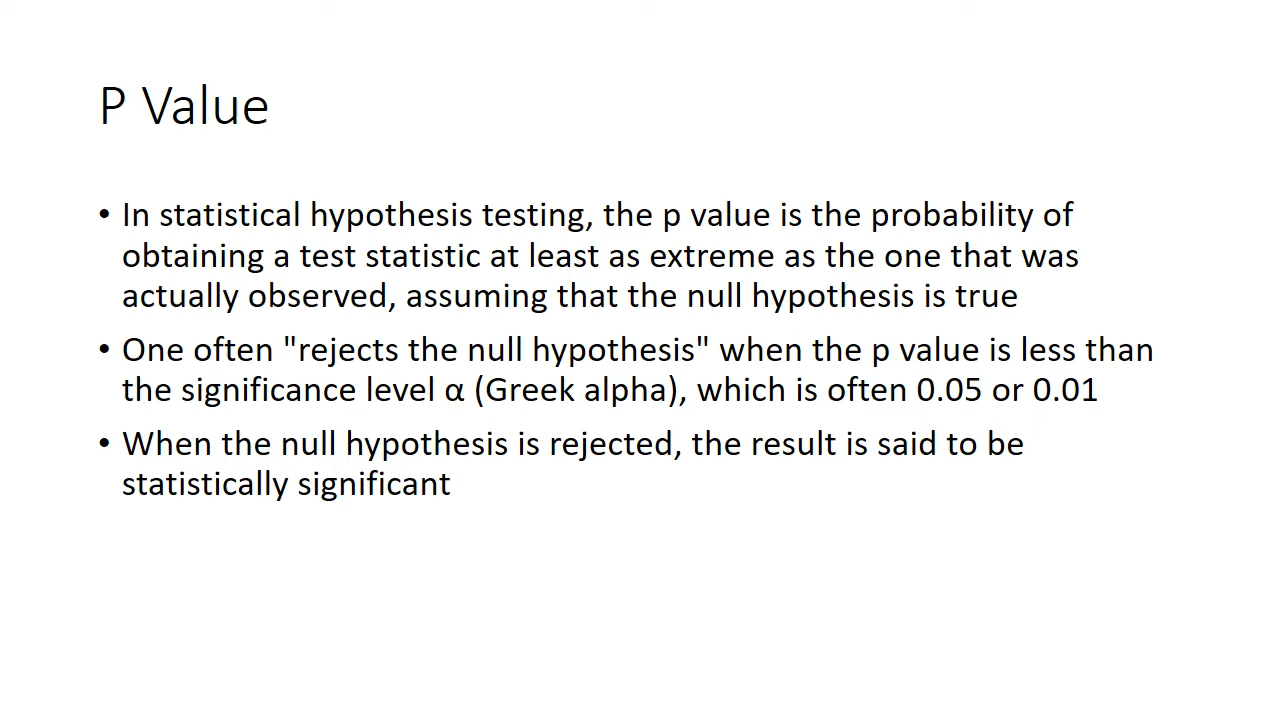 P Value
• In statistical hypothesis testing, the p value is the probability of
obtaining a test statistic at least as extreme as the one that was
actually observed, assuming that the null hypothesis is true
• One often "rejects the null hypothesis" when the p value is less than
the significance level α (Greek alpha), which is often 0.05 or 0.01
• When the null hypothesis is rejected, the result is said to be
statistically significant